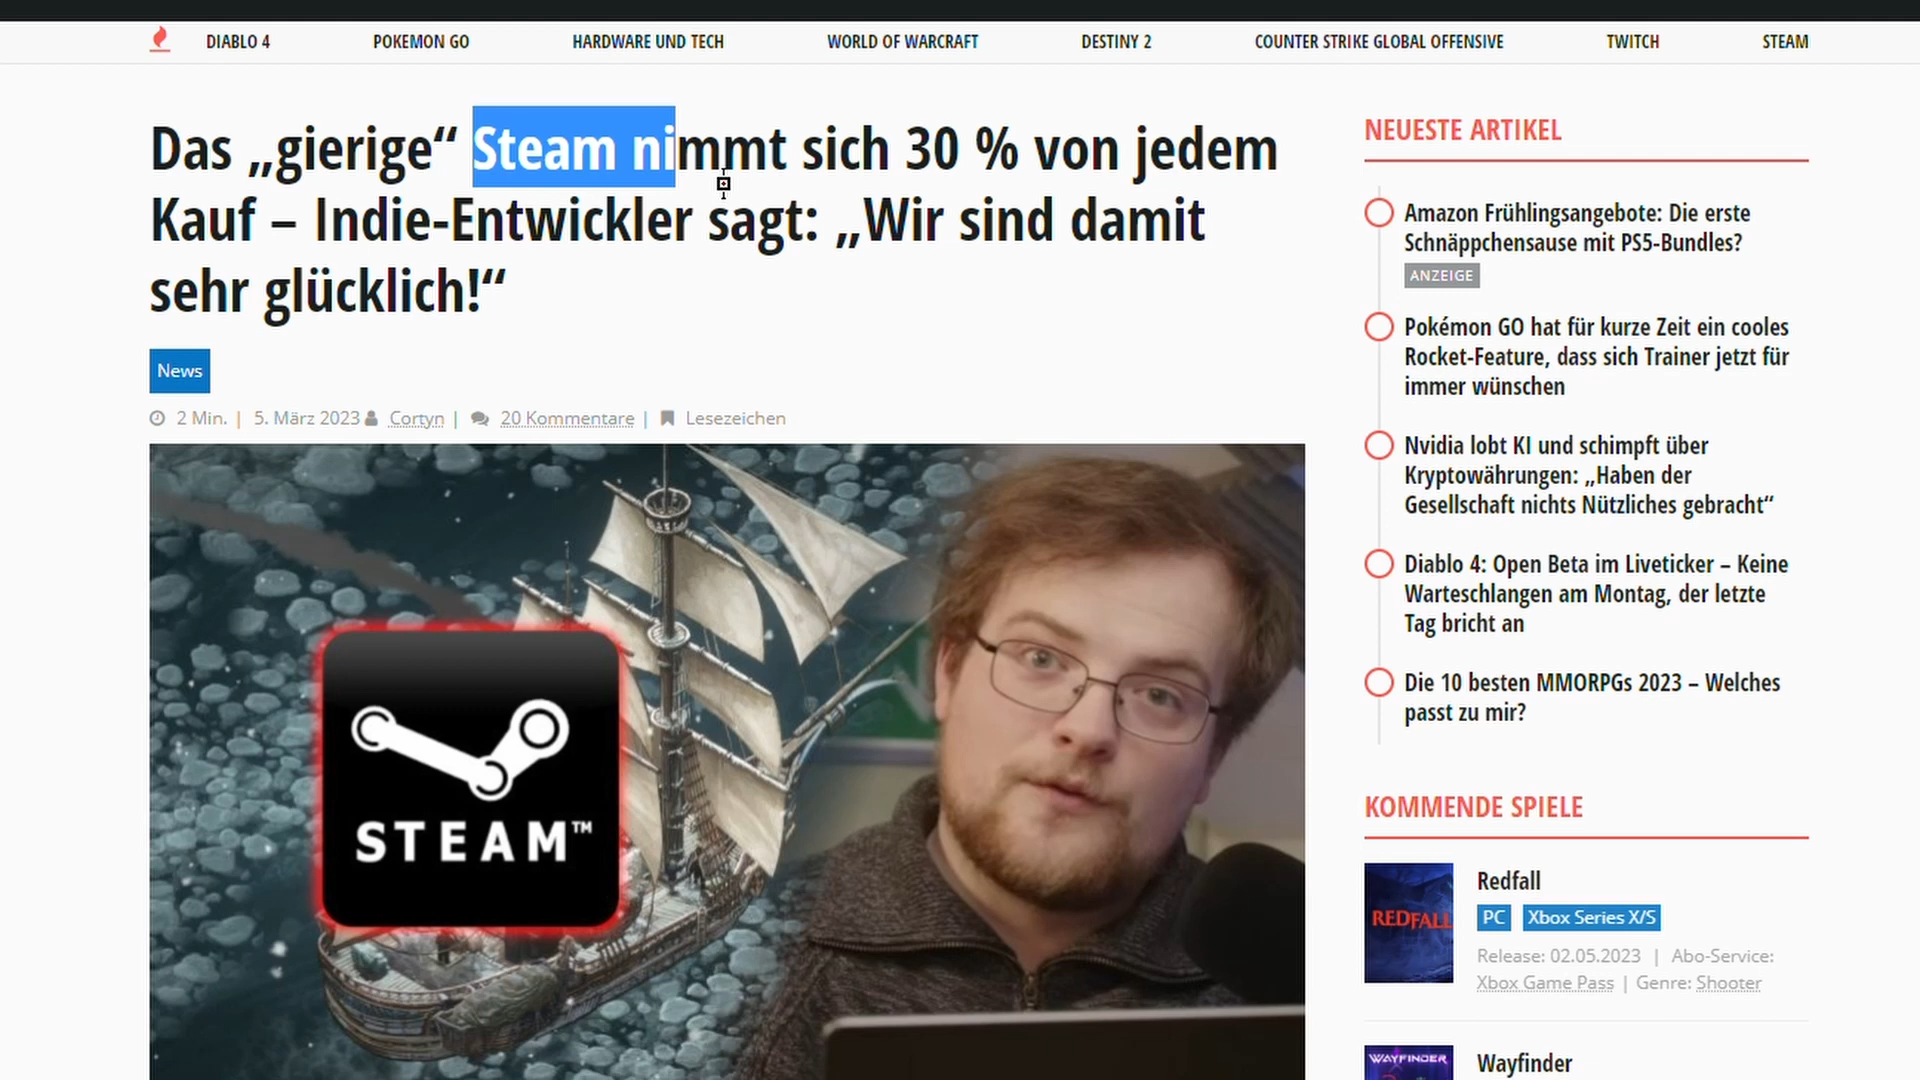 DIABLO 4 POKEMON GO HARDWARE UND TECH WORLD OF WARCRAFT DESTINY 2 COUNTER STRIKE GLOBAL OFFENSIVE TWITCH STEAM
Das „gierige“ Steam nimmt sich 30 % von jedem
Kauf – Indie-Entwickler sagt: „Wir sind damit
sehr glücklich!“
News
2 Min. | 5. März 2023 Cortyn | 20 Kommentare | Lesezeichen
STEAM™
NEUESTE ARTIKEL
Amazon Frühlingsangebote: Die erste
Schnäppchensause mit PS5-Bundles?
ANZEIGE
Pokémon GO hat für kurze Zeit ein cooles
Rocket-Feature, dass sich Trainer jetzt für
immer wünschen
Nvidia lobt KI und schimpft über
Kryptowährungen: „Haben der
Gesellschaft nichts Nützliches gebracht“
Diablo 4: Open Beta im Liveticker – Keine
Warteschlangen am Montag, der letzte
Tag bricht an
Die 10 besten MMORPGs 2023 – Welches
passt zu mir?
KOMMENDE SPIELE
REDFALL
Redfall
PC Xbox Series X/S
Release: 02.05.2023 | Abo-Service:
Xbox Game Pass | Genre: Shooter
WAYFINDER
Wayfinder